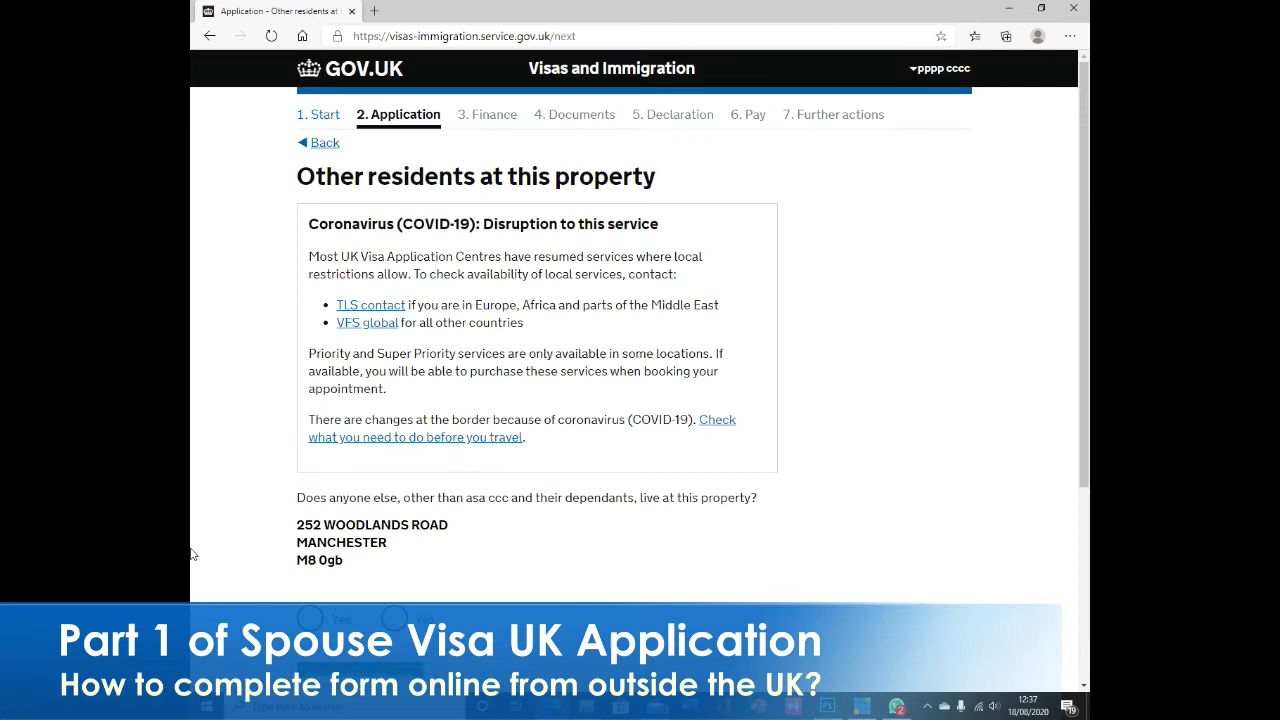 Application - Other residents at t
https://visas-immigration.service.gov.uk/next
GOV.UK
Visas and Immigration
pppp cccc
1. Start
2. Application
3. Finance
4. Documents
5. Declaration
6. Pay
7. Further actions
Back
Other residents at this property
Coronavirus (COVID-19): Disruption to this service
Most UK Visa Application Centres have resumed services where local
restrictions allow. To check availability of local services, contact:
• TLS contact if you are in Europe, Africa and parts of the Middle East
• VFS global for all other countries
Priority and Super Priority services are only available in some locations. If
available, you will be able to purchase these services when booking your
appointment.
There are changes at the border because of coronavirus (COVID-19). Check
what you need to do before you travel.
Does anyone else, other than asa ccc and their dependants, live at this property?
252 WOODLANDS ROAD
MANCHESTER
M8 0gb
Yes
No
Part 1 of Spouse Visa UK Application
How to complete form online from outside the UK?
Type here to search
Ps
2
12:37
18/08/2020
19